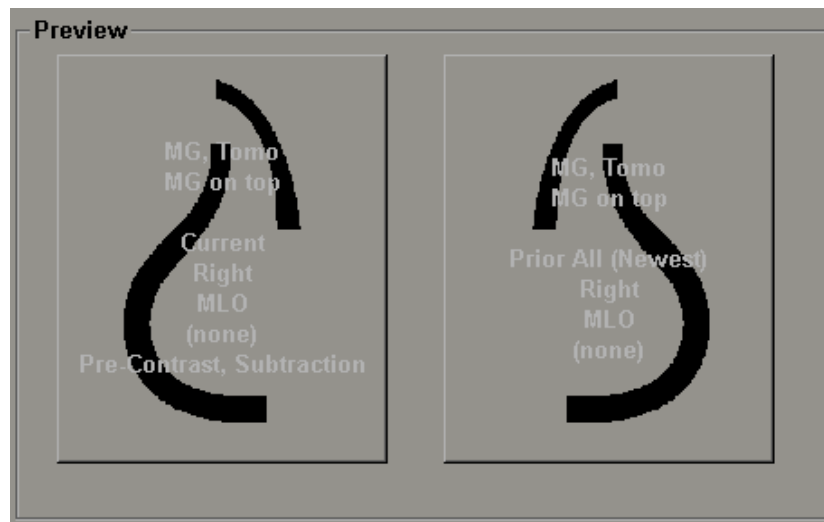 Preview
MG, Tomo
MG on top
Current
Right
MLO
(none)
Pre-Contrast, Subtraction
MG, Tomo
MG on top
Prior All (Newest)
Right
MLO
(none)